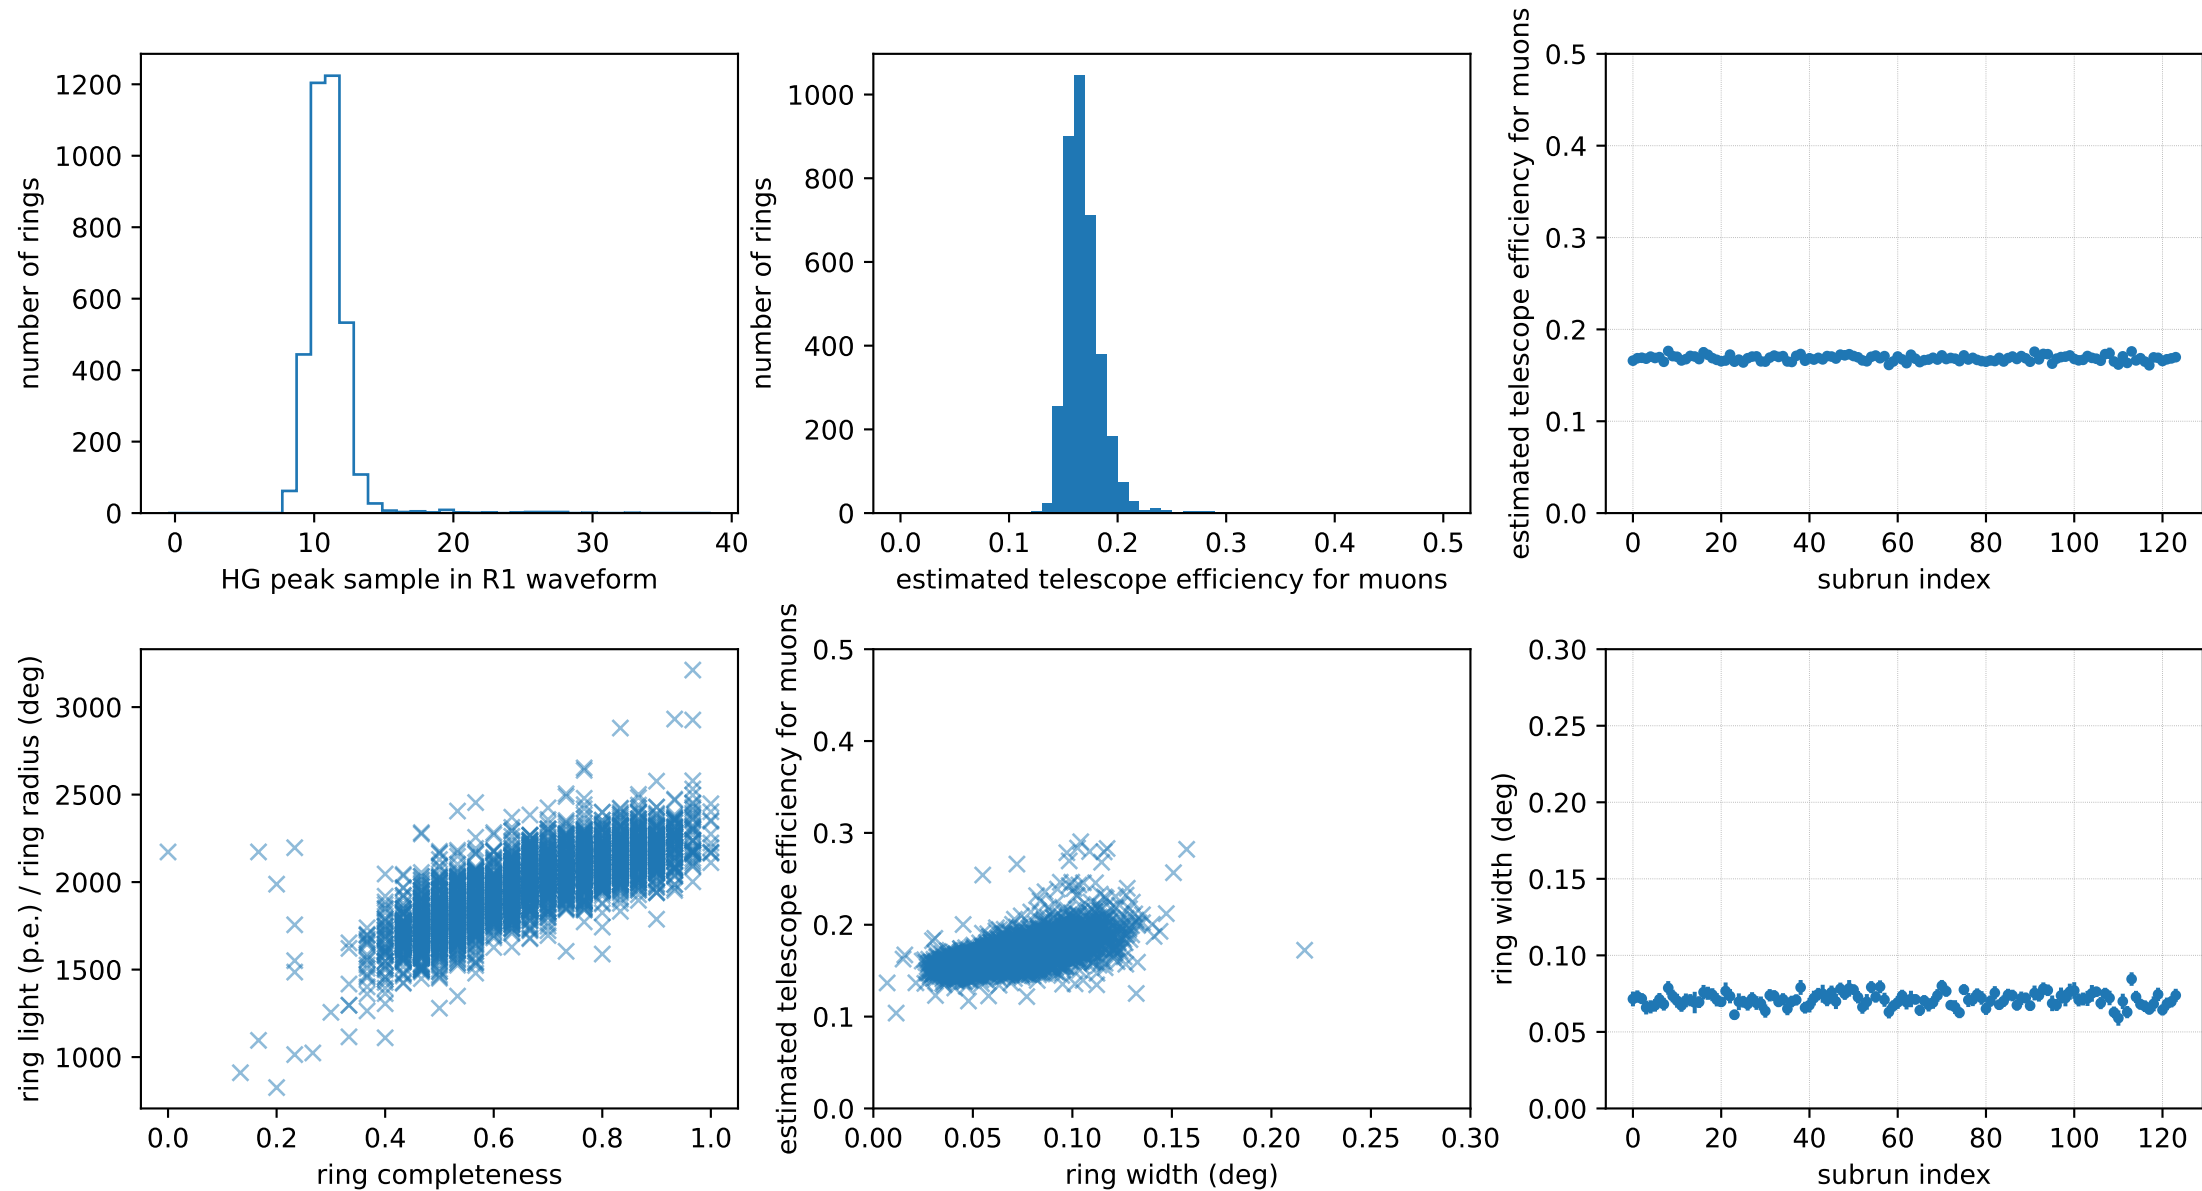 number of rings
1200
1000
800
600
400
200
0
0 10 20 30 40
HG peak sample in R1 waveform
number of rings
1000
800
600
400
200
0
0.0 0.1 0.2 0.3 0.4 0.5
estimated telescope efficiency for muons
estimated telescope efficiency for muons
0.5
0.4
0.3
0.2
0.1
0.0
0 20 40 60 80 100 120
subrun index
ring light (p.e.) / ring radius (deg)
3000
2500
2000
1500
1000
0.0 0.2 0.4 0.6 0.8 1.0
ring completeness
estimated telescope efficiency for muons
0.5
0.4
0.3
0.2
0.1
0.0
0.00 0.05 0.10 0.15 0.20 0.25 0.30
ring width (deg)
ring width (deg)
0.30
0.25
0.20
0.15
0.10
0.05
0.00
0 20 40 60 80 100 120
subrun index